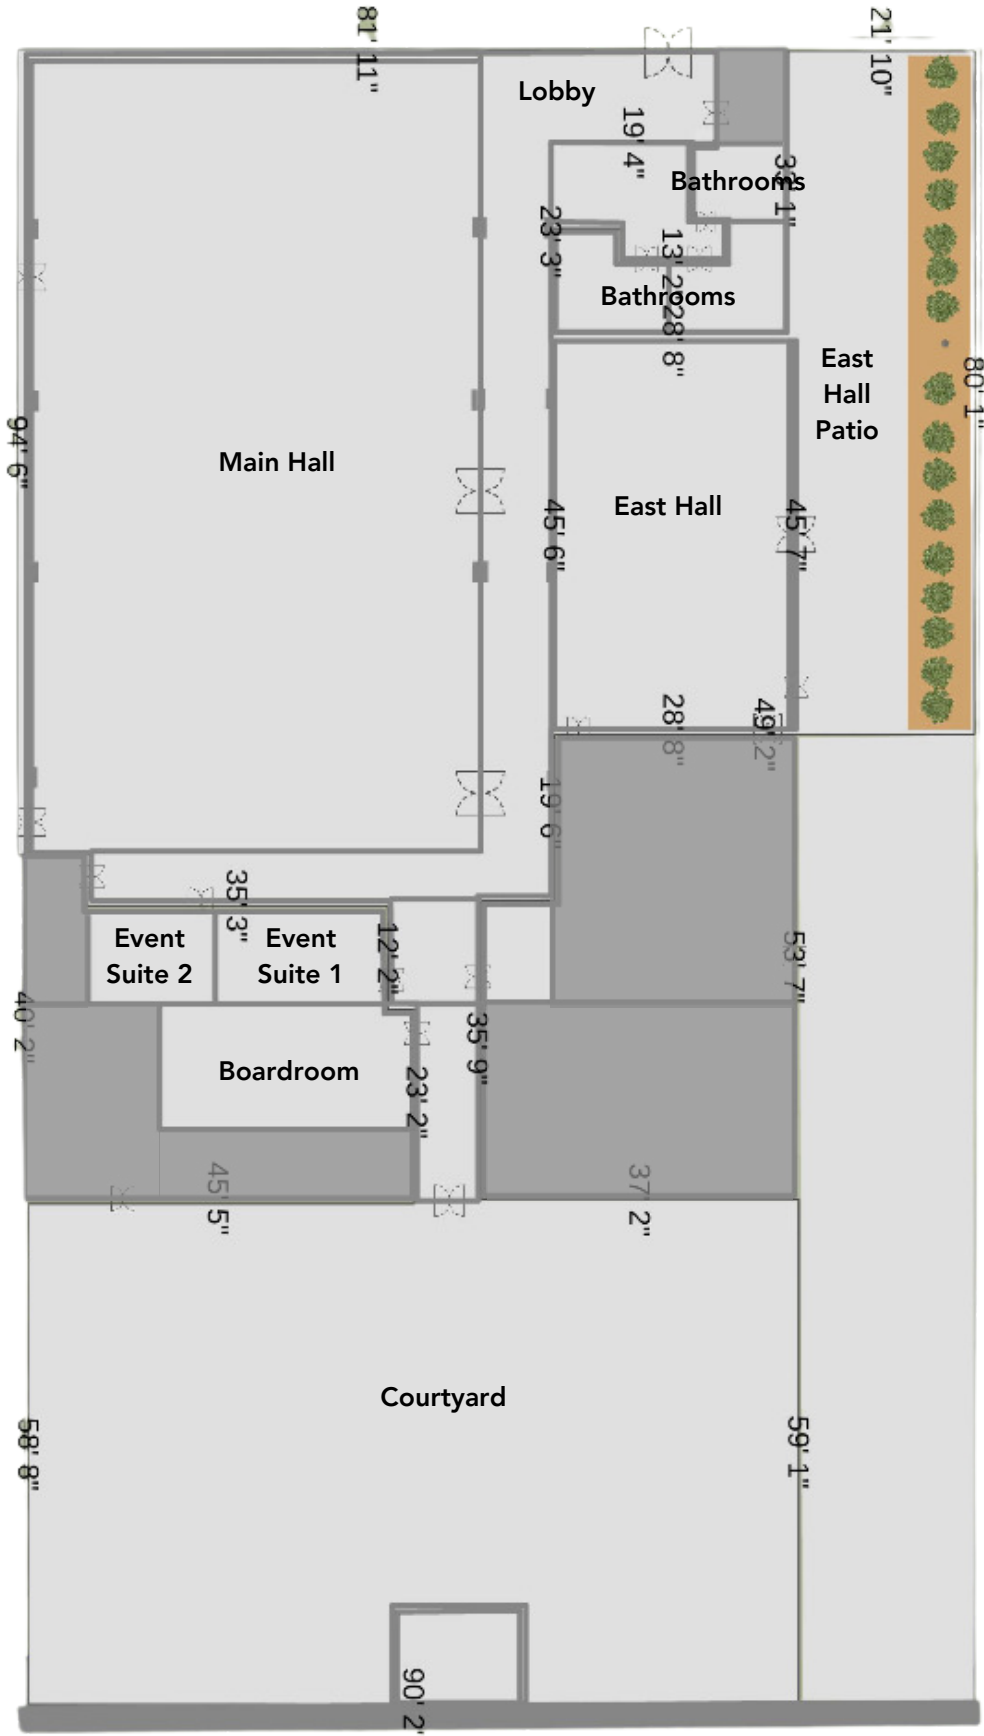 81' 11"
21' 10"
Lobby
19' 4"
Bathrooms
33' 1"
23' 3"
13' 2"
Bathrooms
28' 8"
East
Hall
Patio
80' 1"
94' 6"
Main Hall
East Hall
45' 6"
45' 7"
28' 8"
49' 2"
19' 6"
35' 3"
Event
Suite 2
Event
Suite 1
12' 2"
53' 7"
40' 2"
35' 9"
Boardroom
23' 2"
45' 5"
37' 2"
Courtyard
58' 8"
59' 1"
90' 2'